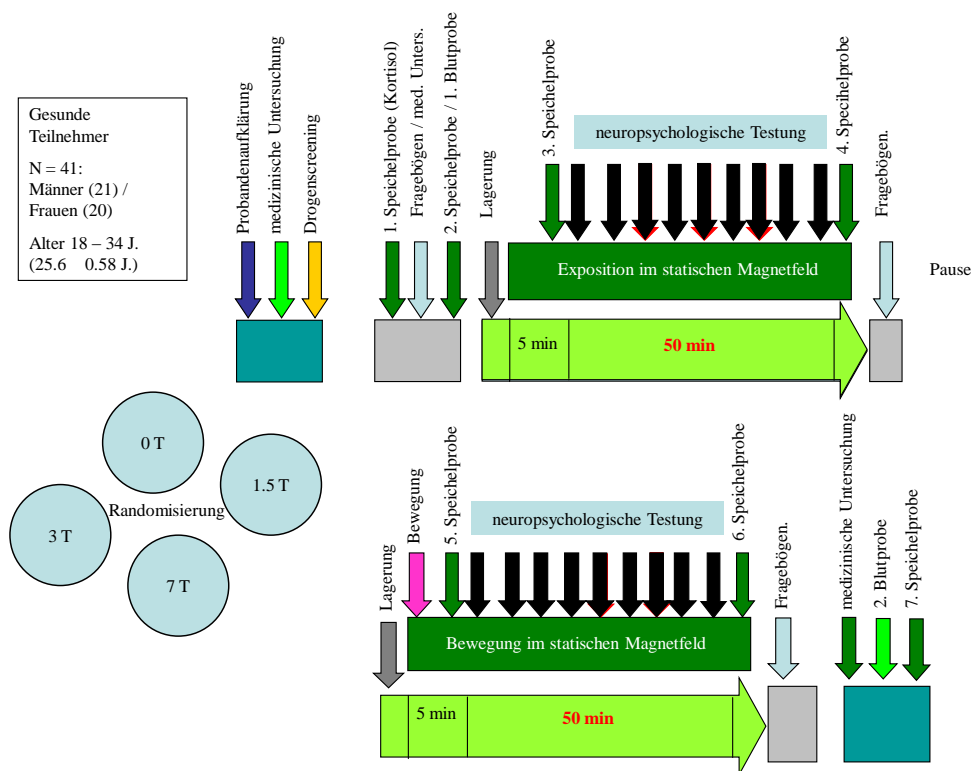 Gesunde
Teilnehmer
N = 41:
Männer (21) /
Frauen (20)
Alter 18 – 34 J.
(25.6    0.58 J.)
Probandenaufklärung
medizinische Untersuchung
Drogenscreening
1. Speichelprobe (Kortisol)
Fragebögen / med. Unters.
2. Speichelprobe / 1. Blutprobe
Lagerung
3. Speichelprobe
neuropsychologische Testung
4. Specihelprobe
Fragebögen.
Exposition im statischen Magnetfeld
Pause
5 min
50 min
0 T
1.5 T
Randomisierung
3 T
7 T
Lagerung
Bewegung
5. Speichelprobe
neuropsychologische Testung
6. Speichelprobe
Fragebögen.
medizinische Untersuchung
2. Blutprobe
7. Speichelprobe
Bewegung im statischen Magnetfeld
5 min
50 min